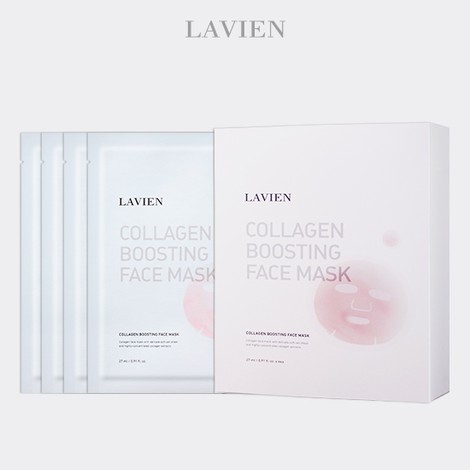 LAVIEN
LAVIEN
COLLAGEN
BOOSTING
FACE MASK
COLLAGEN BOOSTING FACE MASK
LAVIEN
COLLAGEN
BOOSTING
FACE MASK
COLLAGEN BOOSTING FACE MASK